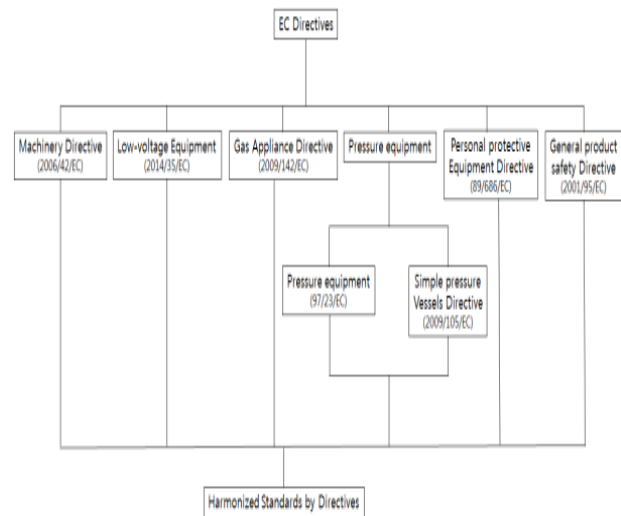 EC Directives
Machinery Directive
(2006/42/EC)
Low-voltage Equipment
(2014/35/EC)
Gas Appliance Directive
(2009/142/EC)
Pressure equipment
Personal protective
Equipment Directive
(89/686/EC)
General product
safety Directive
(2001/95/EC)
Pressure equipment
(97/23/EC)
Simple pressure
Vessels Directive
(2009/105/EC)
Harmonized Standards by Directives